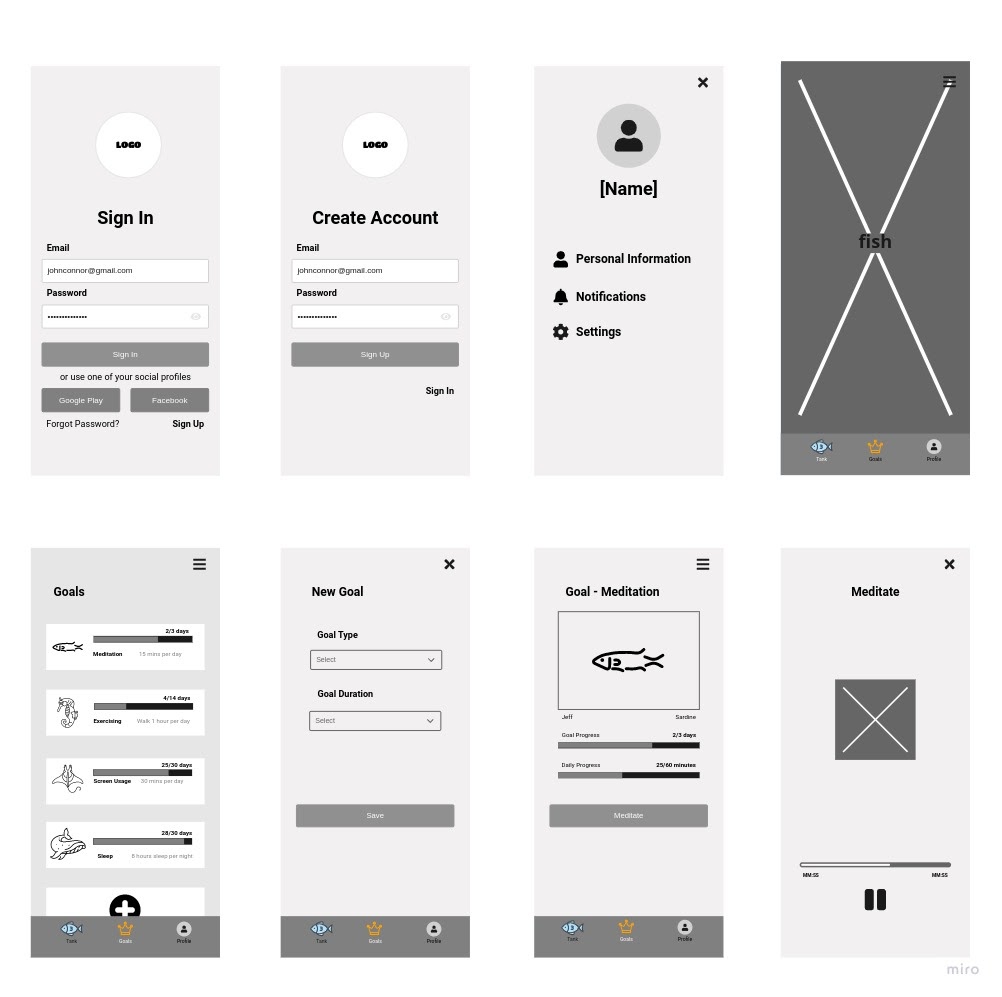 LOGO
Sign In
Email
johnconnor@gmail.com
Password
••••••••••••••
Sign In
or use one of your social profiles
Google Play
Facebook
Forgot Password?
Sign Up
LOGO
Create Account
Email
johnconnor@gmail.com
Password
••••••••••••••
Sign Up
Sign In
[Name]
Personal Information
Notifications
Settings
fish
Tank
Goals
Profile
Goals
2/3 days
Meditation 15 mins per day
4/14 days
Exercising Walk 1 hour per day
25/30 days
Screen Usage 30 mins per day
28/30 days
Sleep 8 hours sleep per night
Tank
Goals
Profile
New Goal
Goal Type
Select
Goal Duration
Select
Save
Tank
Goals
Profile
Goal - Meditation
Jeff Sardine
Goal Progress 2/3 days
Daily Progress 25/60 minutes
Meditate
Tank
Goals
Profile
Meditate
MM:SS MM:SS
miro